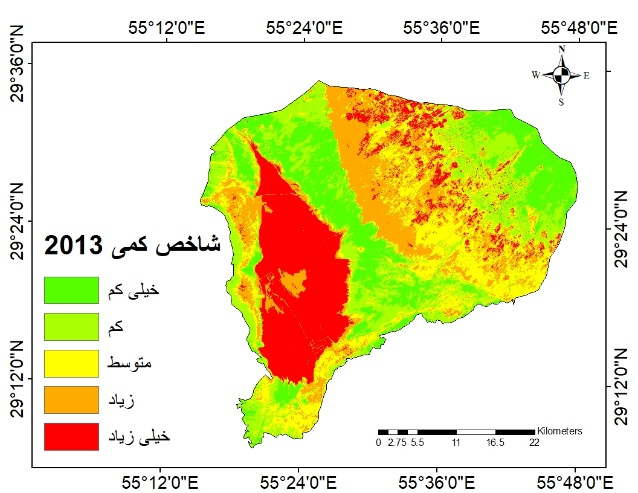 55°12'0"E 55°24'0"E 55°36'0"E 55°48'0"E
29°36'0"N 29°36'0"N
N
W E
S
29°24'0"N 29°24'0"N
شاخص کمی 2013
خیلی کم
کم
متوسط
زیاد
خیلی زیاد
29°12'0"N 29°12'0"N
Kilometers
0 2.75 5.5 11 16.5 22
55°12'0"E 55°24'0"E 55°36'0"E 55°48'0"E